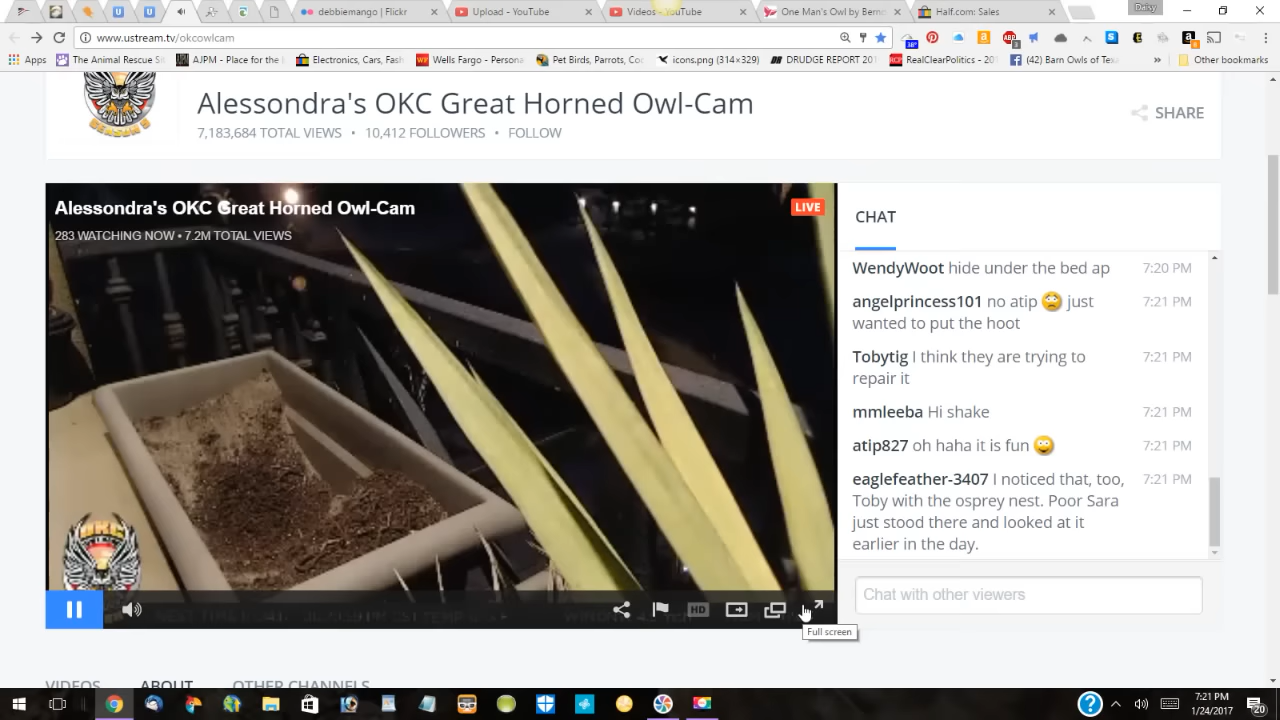 debbiemango | Flickr
Upload - YouTube
Videos - YouTube
One Man's Owl by Bern
Half.com: Sales
Daisy
www.ustream.tv/okcowlcam
38°
ABP
3
Apps
The Animal Rescue Si
Wells Fargo - Persona
Electronics, Cars, Fash
Pet Birds, Parrots, Coc
icons.png (314×329)
DRUDGE REPORT 201
RealClearPolitics - 201
(42) Barn Owls of Texa
Other bookmarks
Alessondra's OKC Great Horned Owl-Cam
7,183,684 TOTAL VIEWS • 10,412 FOLLOWERS • FOLLOW
SHARE
Alessondra's OKC Great Horned Owl-Cam
283 WATCHING NOW • 7.2M TOTAL VIEWS
LIVE
OKC
HD
Full screen
CHAT
WendyWoot hide under the bed ap 7:20 PM
angelprincess101 no atip just 7:21 PM
wanted to put the hoot
Tobytig I think they are trying to 7:21 PM
repair it
mmleeba Hi shake 7:21 PM
atip827 oh haha it is fun 7:21 PM
eaglefeather-3407 I noticed that, too, 7:21 PM
Toby with the osprey nest. Poor Sara
just stood there and looked at it
earlier in the day.
Chat with other viewers
VIDEOS ABOUT OTHER CHANNELS
7:21 PM
1/24/2017
20